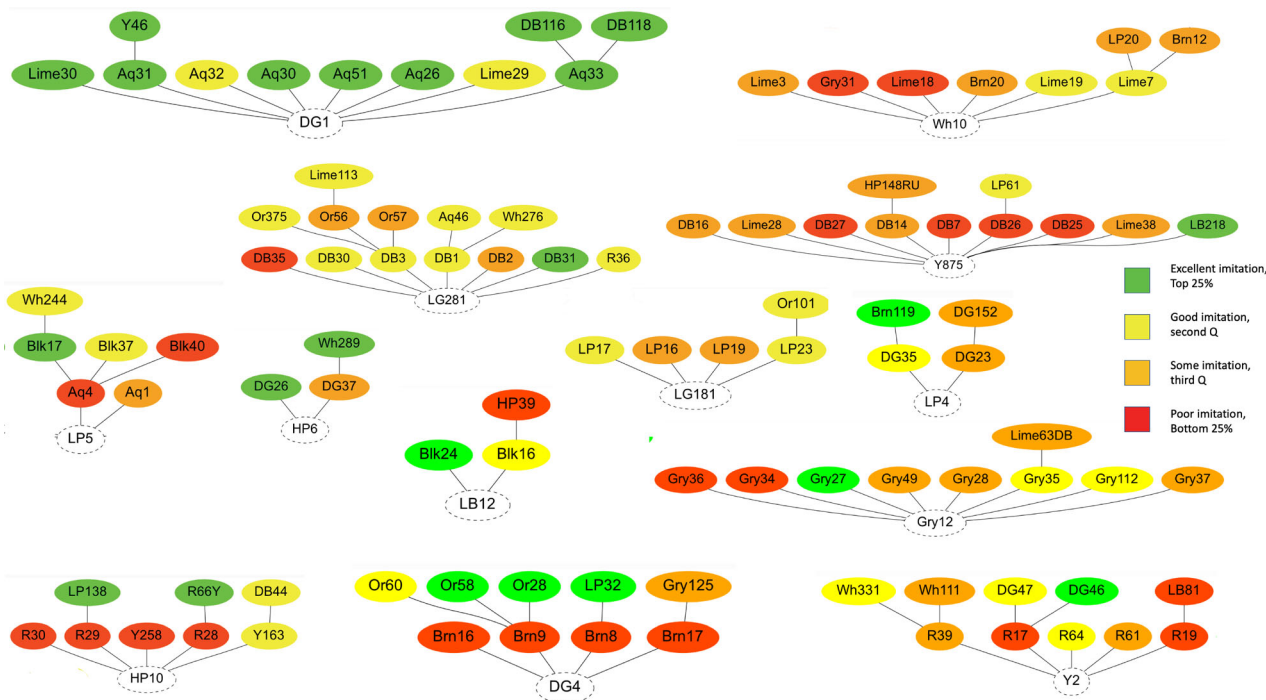 Y46
DB116
DB118
Lime30
Aq31
Aq32
Aq30
Aq51
Aq26
Lime29
Aq33
DG1
LP20
Brn12
Lime3
Gry31
Lime18
Brn20
Lime19
Lime7
Wh10
Lime113
Or375
Or56
Or57
Aq46
Wh276
DB35
DB30
DB3
DB1
DB2
DB31
R36
LG281
HP148RU
LP61
DB16
Lime28
DB27
DB14
DB7
DB26
DB25
Lime38
LB218
Y875
Excellent imitation,
Top 25%
Good imitation,
second Q
Some imitation,
third Q
Poor imitation,
Bottom 25%
Wh244
Blk17
Blk37
Blk40
Aq4
Aq1
LP5
Wh289
DG26
DG37
HP6
HP39
Blk24
Blk16
LB12
Or101
LP17
LP16
LP19
LP23
LG181
Brn119
DG152
DG35
DG23
LP4
Lime63DB
Gry36
Gry34
Gry27
Gry49
Gry28
Gry35
Gry112
Gry37
Gry12
LP138
R66Y
DB44
R30
R29
Y258
R28
Y163
HP10
Or60
Or58
Or28
LP32
Gry125
Brn16
Brn9
Brn8
Brn17
DG4
Wh331
Wh111
DG47
DG46
LB81
R39
R17
R64
R61
R19
Y2